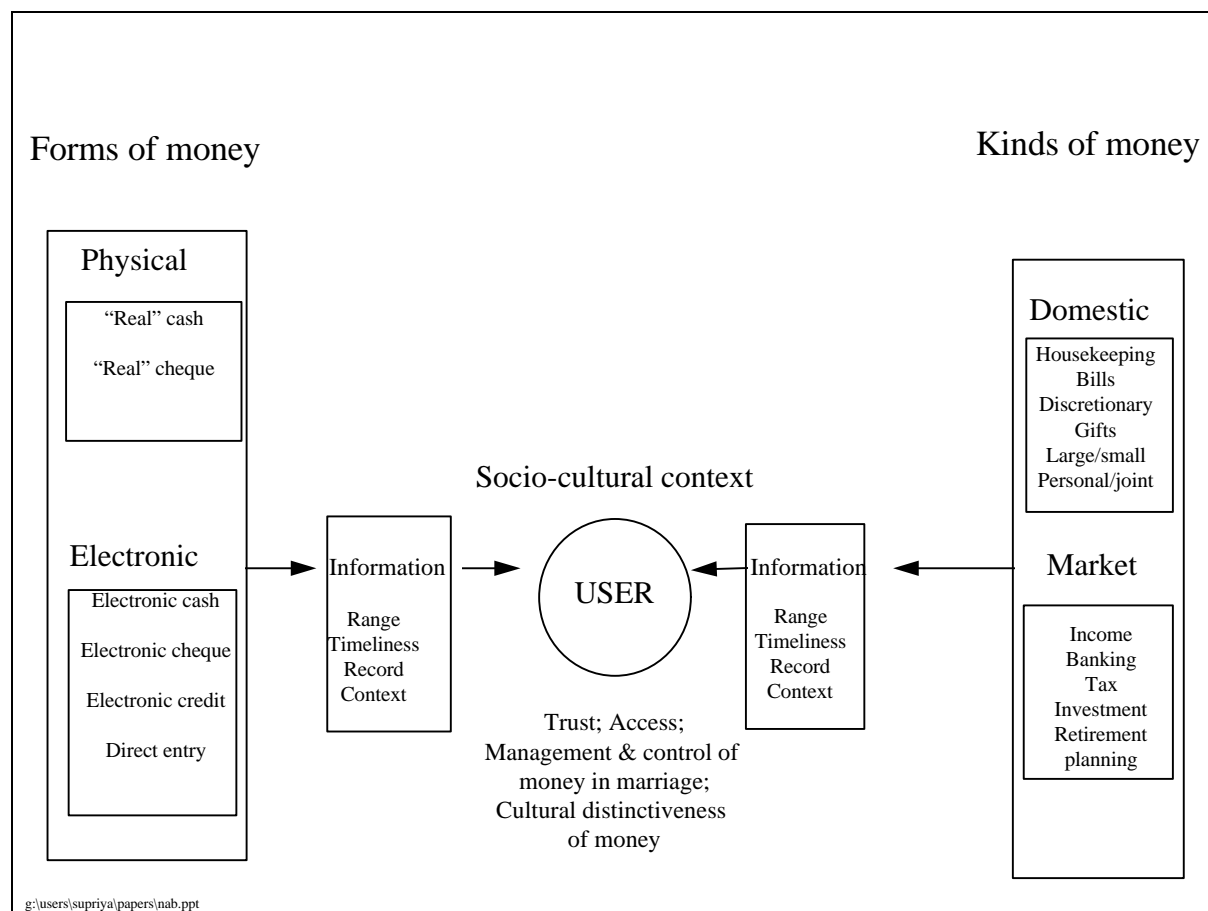 Forms of money
Kinds of money
Physical
“Real” cash
“Real” cheque
Electronic
Electronic cash
Electronic cheque
Electronic credit
Direct entry
Information
Range
Timeliness
Record
Context
Socio-cultural context
USER
Trust; Access;
Management & control of
money in marriage;
Cultural distinctiveness
of money
Information
Range
Timeliness
Record
Context
Domestic
Housekeeping
Bills
Discretionary
Gifts
Large/small
Personal/joint
Market
Income
Banking
Tax
Investment
Retirement
planning
g:\users\supriya\papers\nab.ppt